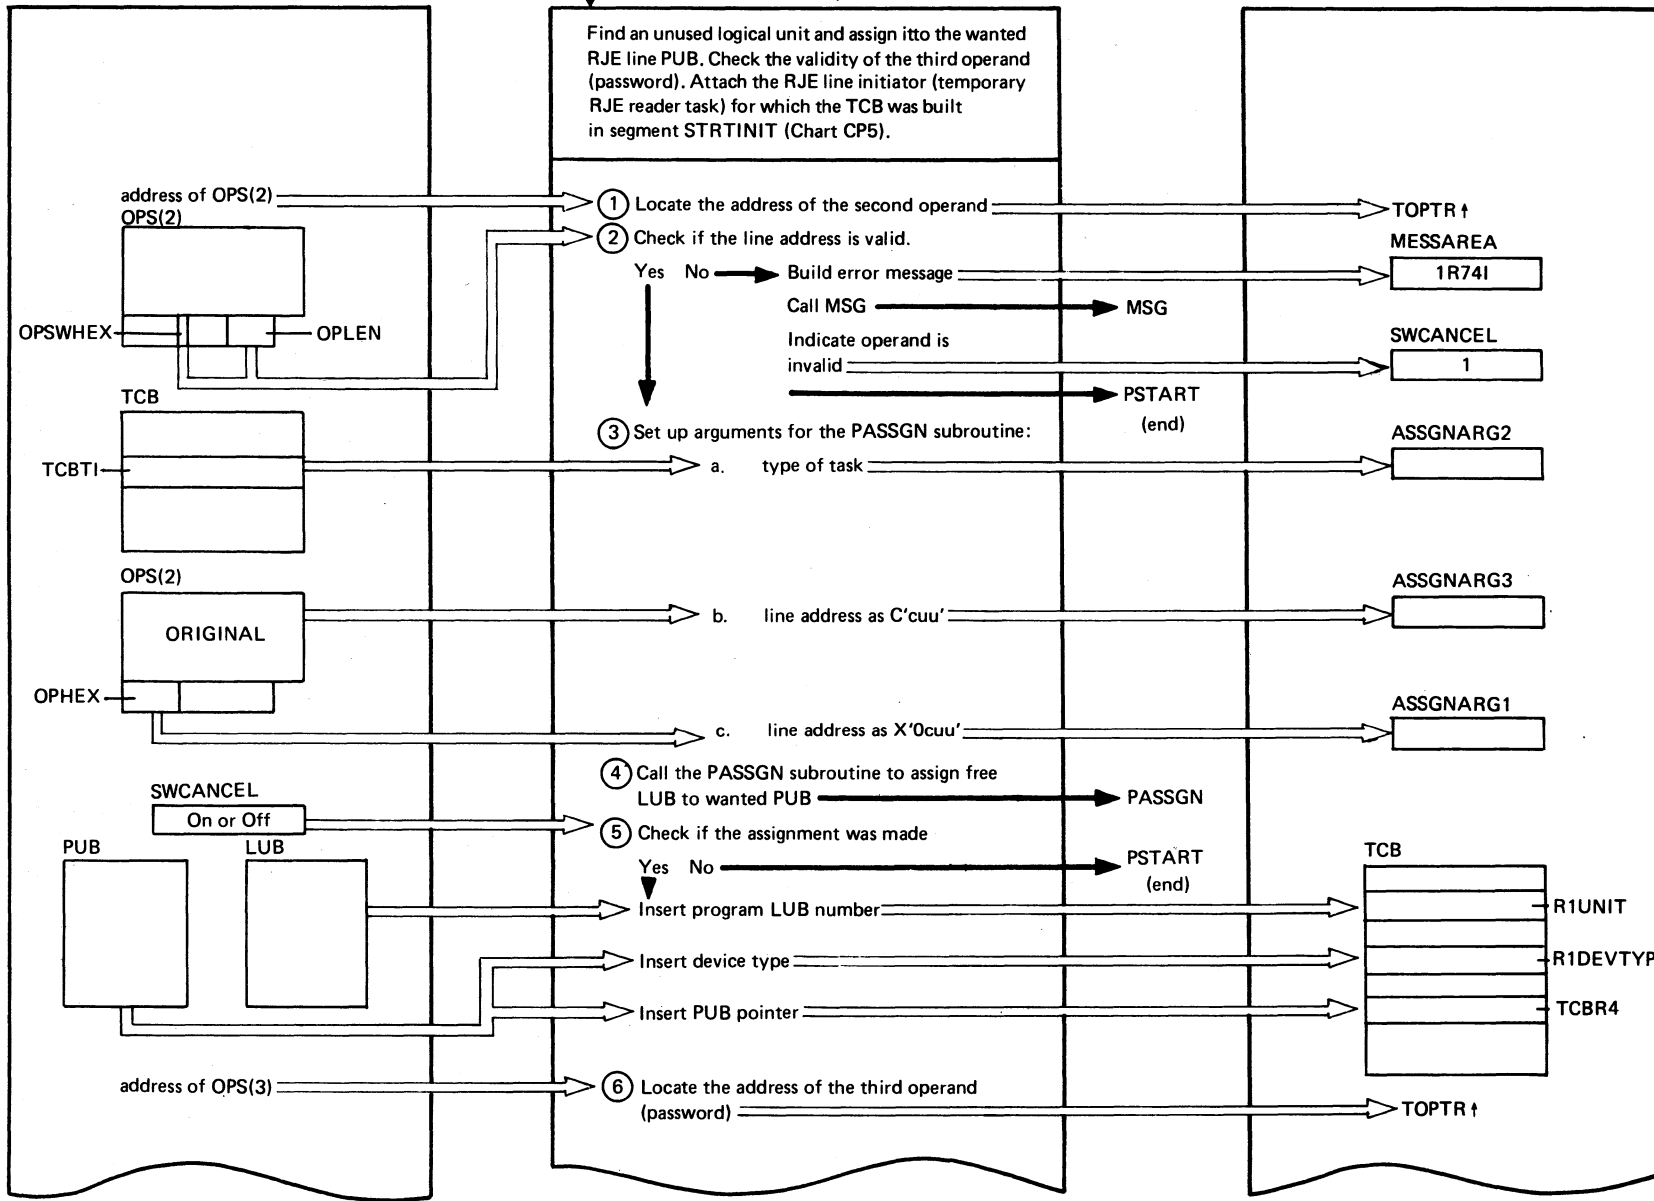 Find an unused logical unit and assign itto the wanted
RJE line PUB. Check the validity of the third operand
(password). Attach the RJE line initiator (temporary
RJE reader task) for which the TCB was built
in segment STRTINIT (Chart CP5).
address of OPS(2)
OPS(2)
1 Locate the address of the second operand
TOPTR
2 Check if the line address is valid.
MESSAREA
Yes No Build error message
1R74I
OPSWHEX
OPLEN
Call MSG
MSG
Indicate operand is
invalid
SWCANCEL
1
PSTART
(end)
TCB
TCBTI
3 Set up arguments for the PASSGN subroutine:
a. type of task
ASSGNARG2
OPS(2)
ORIGINAL
OPHEX
b. line address as C'cuu'
ASSGNARG3
c. line address as X'0cuu'
ASSGNARG1
4 Call the PASSGN subroutine to assign free
LUB to wanted PUB
PASSGN
SWCANCEL
On or Off
5 Check if the assignment was made
Yes No
PSTART
(end)
PUB
LUB
TCB
Insert program LUB number
R1UNIT
Insert device type
R1DEVTYP
Insert PUB pointer
TCBR4
address of OPS(3)
6 Locate the address of the third operand
(password)
TOPTR